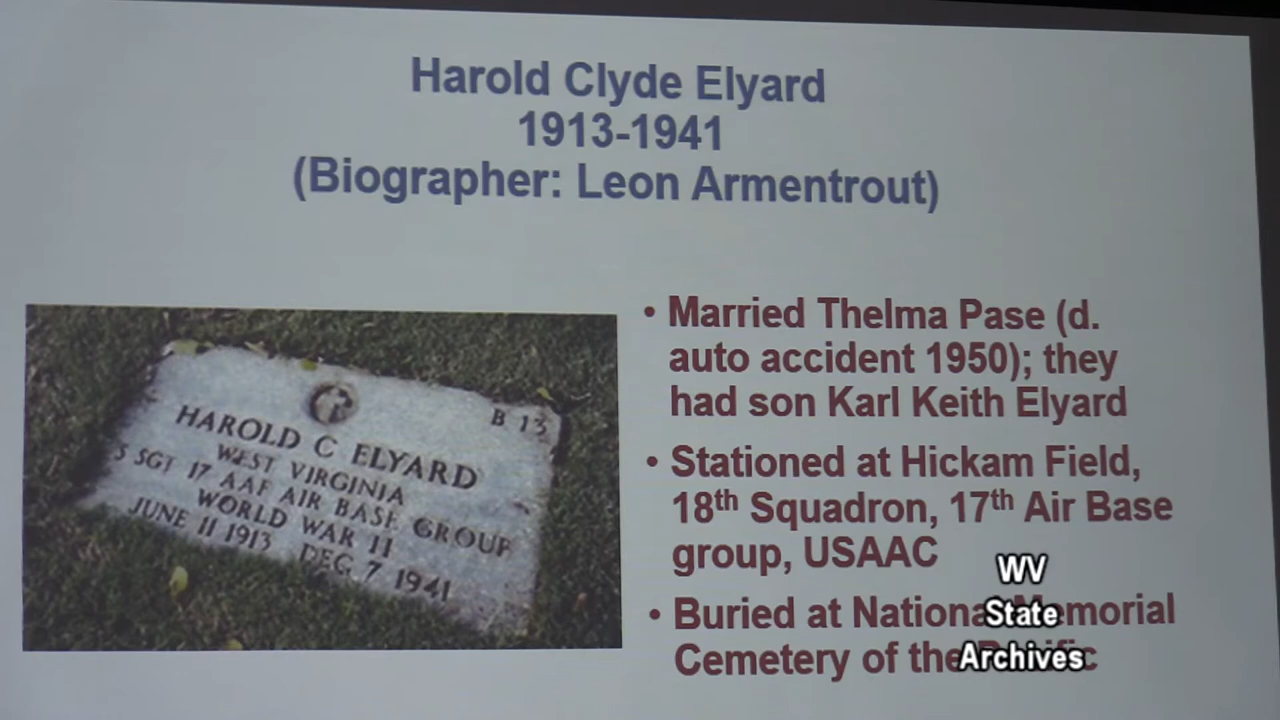 Harold Clyde Elyard
1913-1941
(Biographer: Leon Armentrout)
B 13
HAROLD C ELYARD
WEST VIRGINIA
S SGT 17 AAF AIR BASE GROUP
WORLD WAR II
JUNE 11 1913 DEC 7 1941
• Married Thelma Pase (d.
auto accident 1950); they
had son Karl Keith Elyard
• Stationed at Hickam Field,
18th Squadron, 17th Air Base
group, USAAC
• Buried at National Memorial
Cemetery of the Pacific
WV
State
Archives